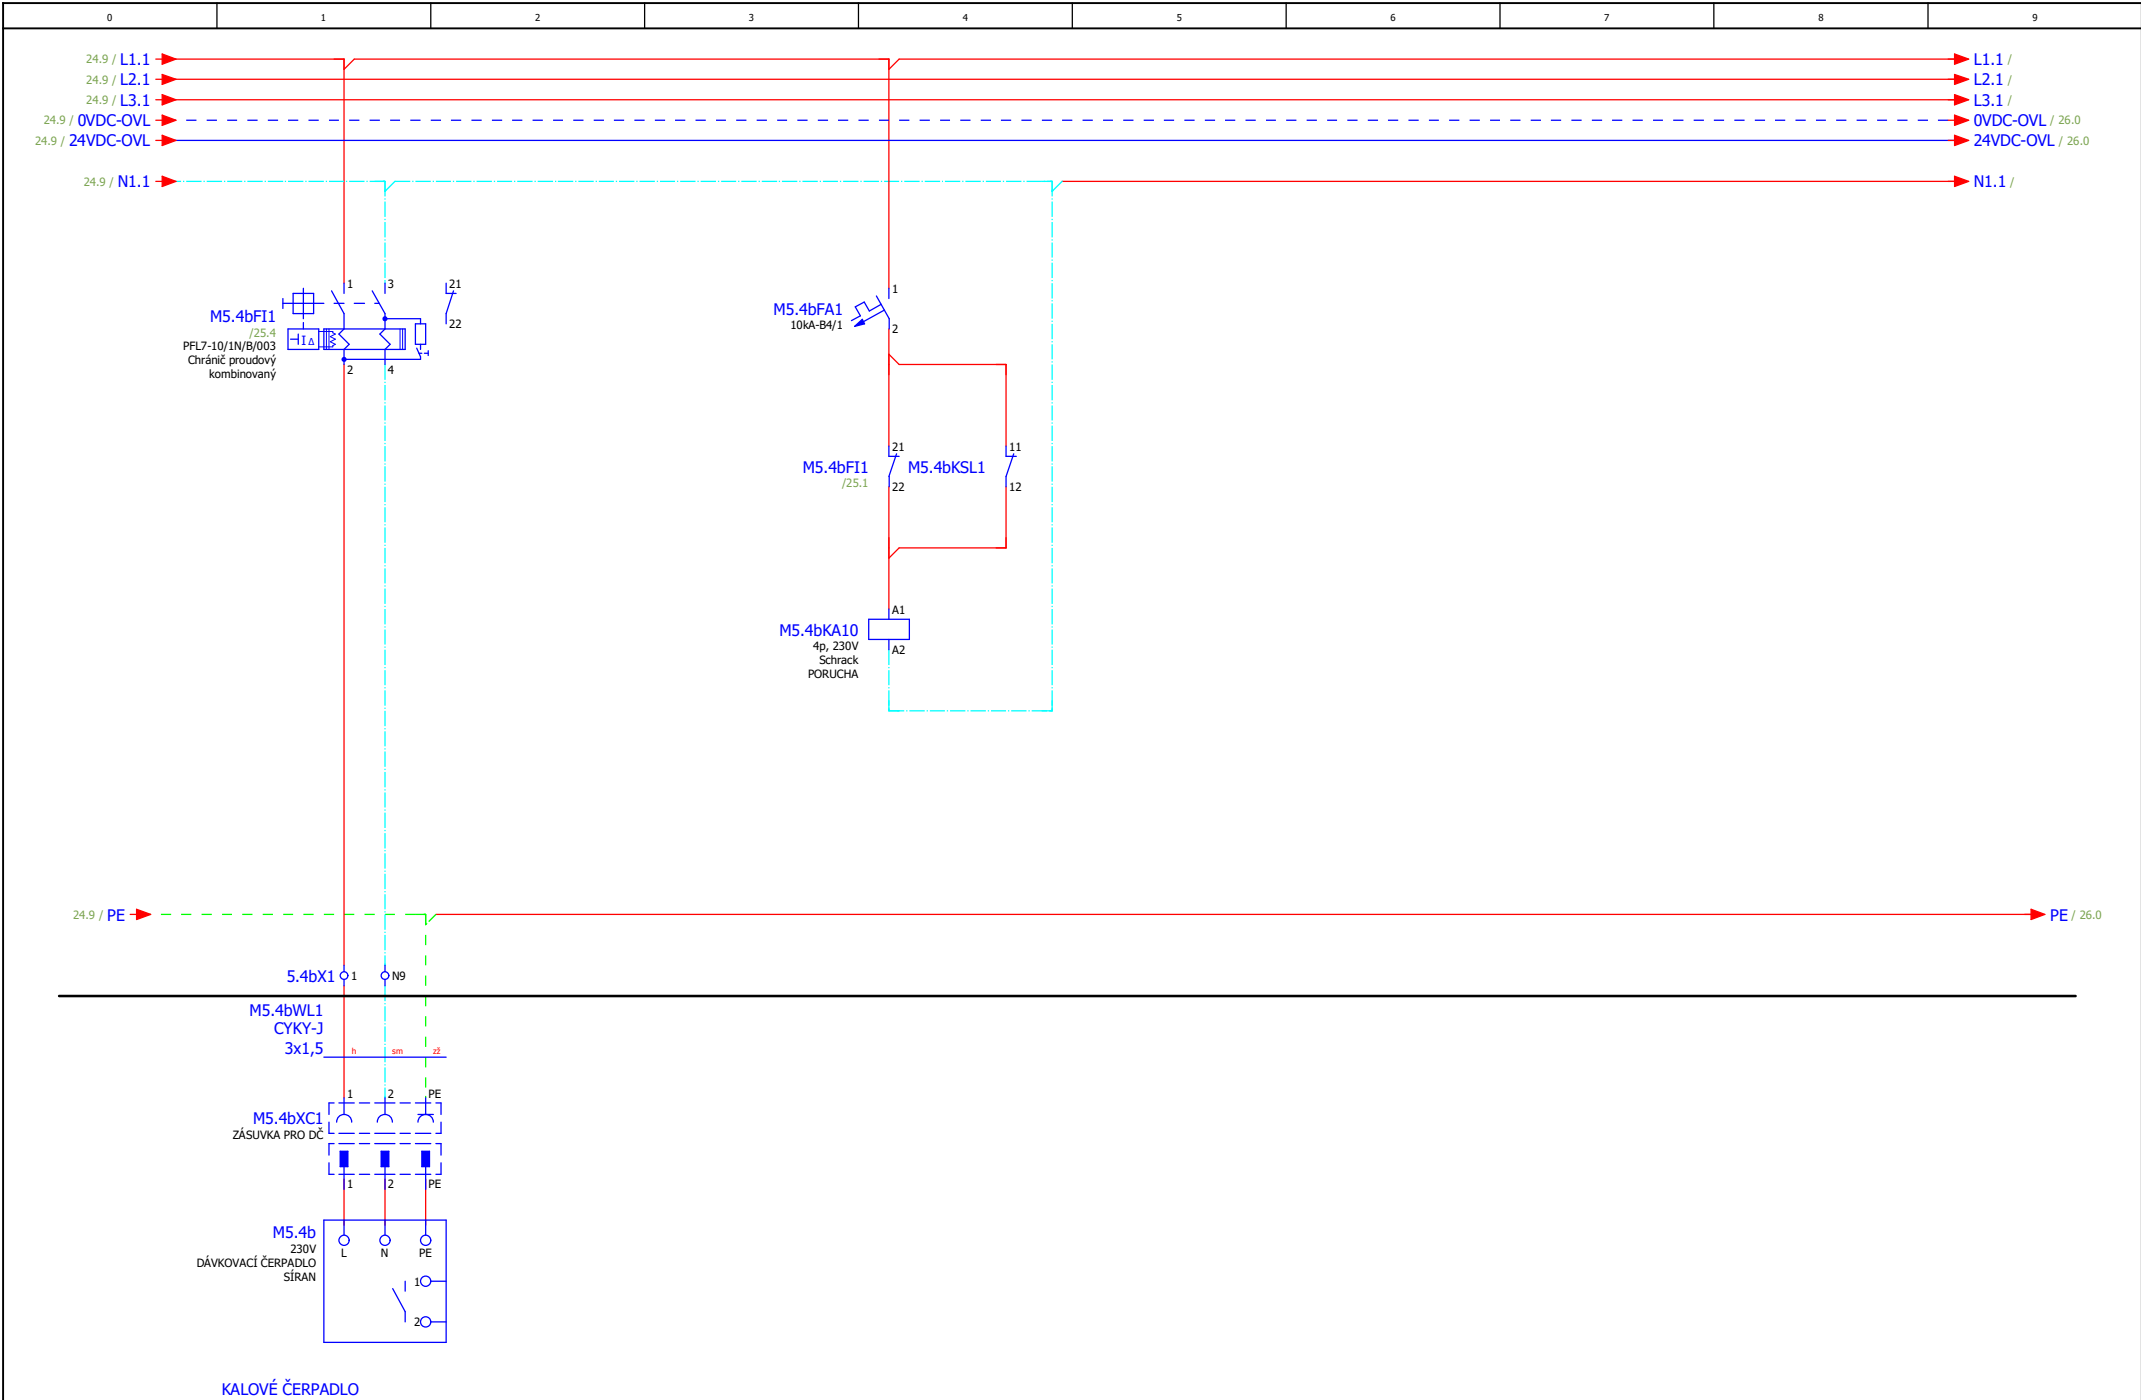 0 1 2 3 4 5 6 7 8 9
24.9 / L1.1
L1.1 /
24.9 / L2.1
L2.1 /
24.9 / L3.1
L3.1 /
24.9 / 0VDC-OVL
0VDC-OVL / 26.0
24.9 / 24VDC-OVL
24VDC-OVL / 26.0
24.9 / N1.1
N1.1 /
1 3 21
M5.4bFI1
/25.4
PFL7-10/1N/B/003
Chránič proudový
kombinovaný
I Δ
22
2 4
1
M5.4bFA1
10kA-B4/1
2
21
M5.4bFI1
/25.1
22
11
M5.4bKSL1
12
A1
M5.4bKA10
4p, 230V
Schrack
PORUCHA
A2
24.9 / PE
PE / 26.0
5.4bX1 1 N9
M5.4bWL1
CYKY-J
3x1,5
h sm zž
1 2 PE
M5.4bXC1
ZÁSUVKA PRO DČ
1 2 PE
M5.4b
230V
DÁVKOVACÍ ČERPADLO
SÍRAN
L N PE
1
2
KALOVÉ ČERPADLO